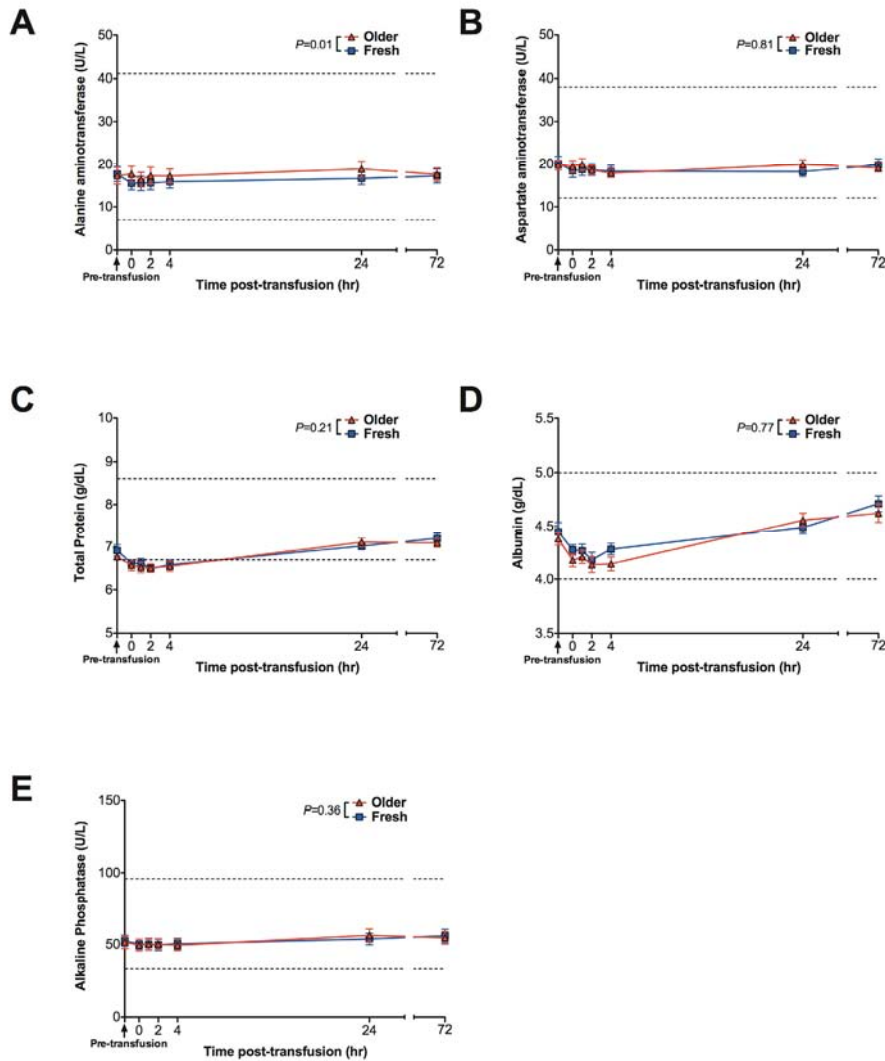 A
50
40
30
20
10
0
Alanine aminotransferase (U/L)
P=0.01
Older
Fresh
0 2 4 24 72
Pre-transfusion
Time post-transfusion (hr)
B
50
40
30
20
10
0
Aspartate aminotransferase (U/L)
P=0.81
Older
Fresh
0 2 4 24 72
Pre-transfusion
Time post-transfusion (hr)
C
10
9
8
7
6
5
Total Protein (g/dL)
P=0.21
Older
Fresh
0 2 4 24 72
Pre-transfusion
Time post-transfusion (hr)
D
5.5
5.0
4.5
4.0
3.5
Albumin (g/dL)
P=0.77
Older
Fresh
0 2 4 24 72
Pre-transfusion
Time post-transfusion (hr)
E
150
100
50
0
Alkaline Phosphatase (U/L)
P=0.36
Older
Fresh
0 2 4 24 72
Pre-transfusion
Time post-transfusion (hr)